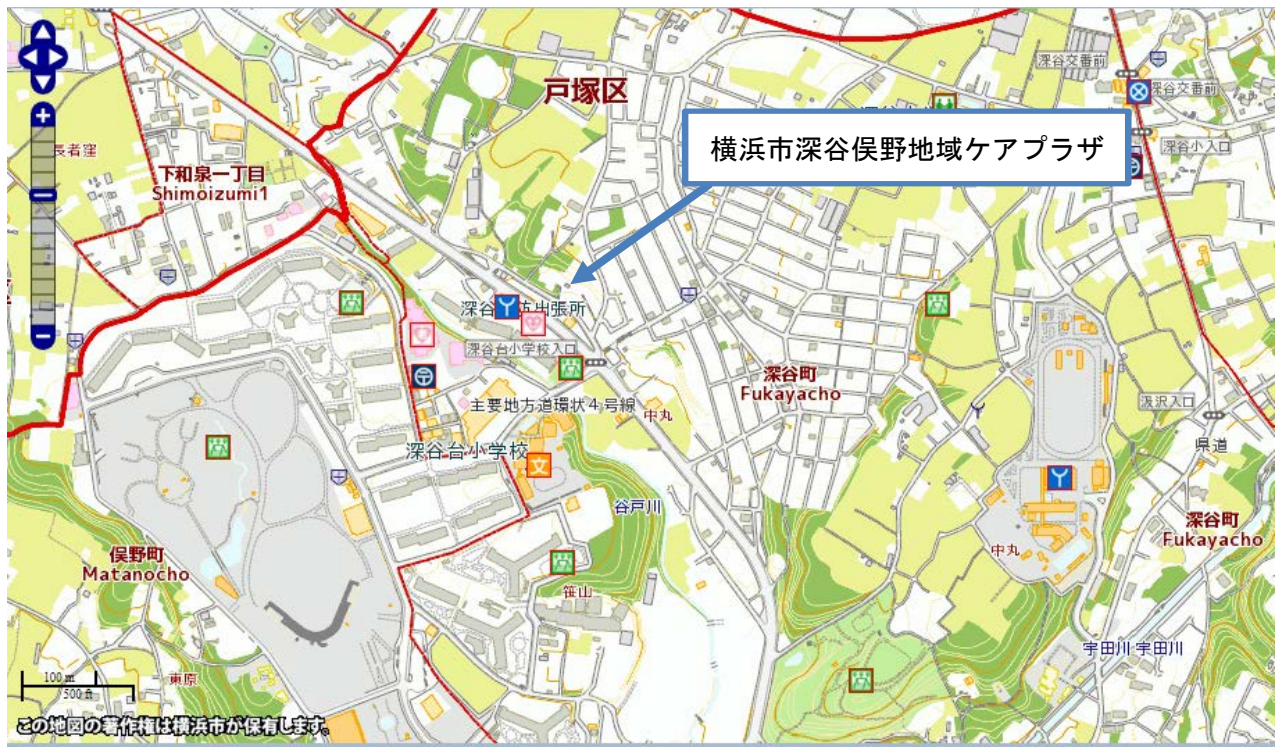 戸塚区
深谷交番前
深谷交番前
深谷小入口
横浜市深谷俣野地域ケアプラザ
長者窪
下和泉一丁目
Shimoizumi1
深谷
防出張所
深谷台小学校入口
主要地方道環状4号線
中丸
深谷町
Fukayacho
汲沢入口
県道
深谷台小学校
文
谷戸川
深谷町
Fukayacho
中丸
俣野町
Matanocho
笹山
宇田川 宇田川
東原
100 m
500 ft
この地図の著作権は横浜市が保有します。